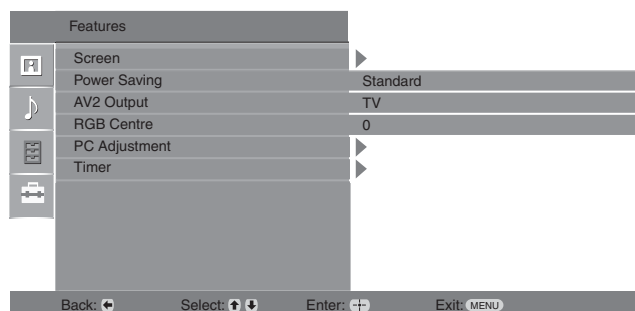 Features
Screen
Power Saving Standard
AV2 Output TV
RGB Centre 0
PC Adjustment
Timer
Back: Select: Enter: Exit: MENU